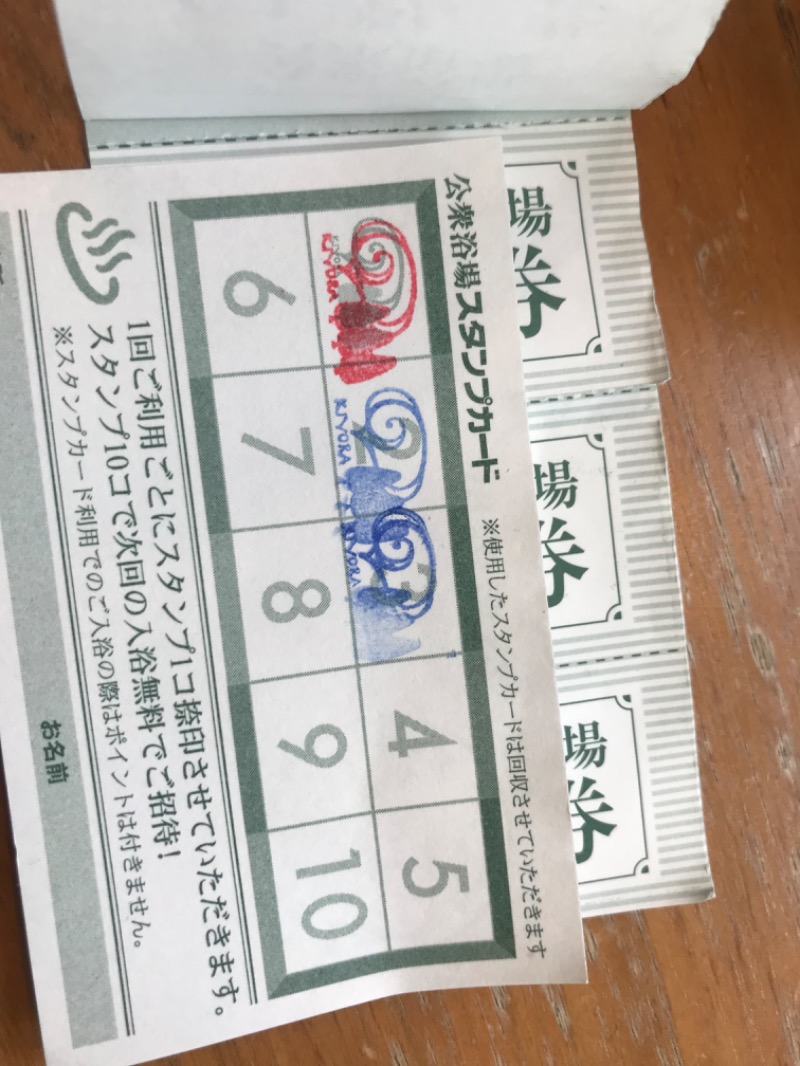 公衆浴場スタンプカード
※使用したスタンプカードは回収させていただきます
2 3 4 5
6 7 8 9 10
KIYORA
KIYORA
KIYORA
1回ご利用ごとにスタンプ1コ捺印させていただきます。
スタンプ10コで次回の入浴無料でご招待！
※スタンプカード利用でのご入浴の際はポイントは付きません。
お名前
場
券
場
券
場
券